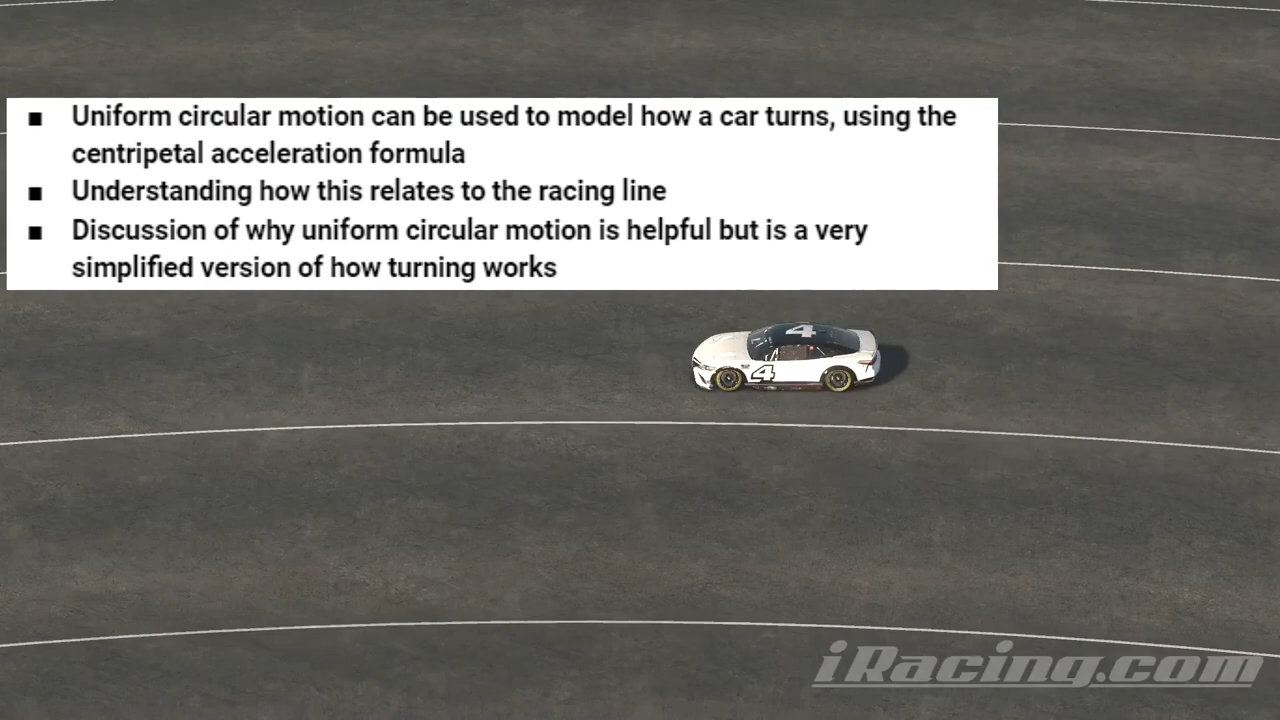 ■ Uniform circular motion can be used to model how a car turns, using the
centripetal acceleration formula
■ Understanding how this relates to the racing line
■ Discussion of why uniform circular motion is helpful but is a very
simplified version of how turning works
4
4
iRacing.com